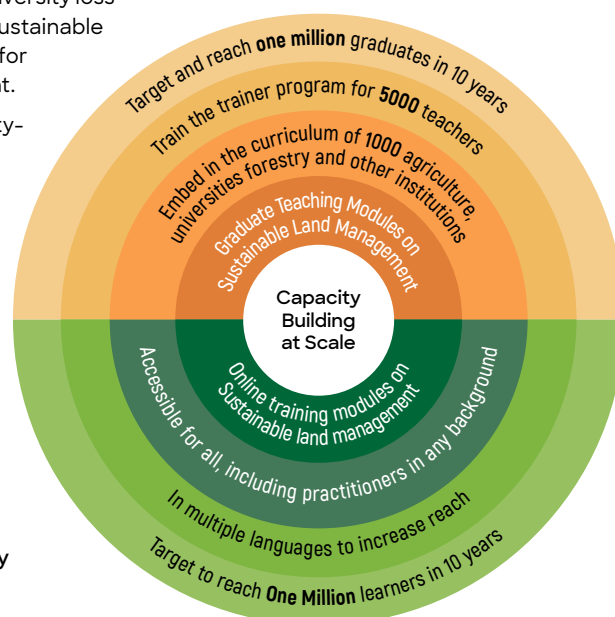 versity loss
ustainable
for
t.
ty-
y
Target and reach one million graduates in 10 years
Train the trainer program for 5000 teachers
Embed in the curriculum of 1000 agriculture,
universities forestry and other institutions
Graduate Teaching Modules on
Sustainable Land Management
Capacity
Building
at Scale
Online training modules on
Sustainable land management
Accessible for all, including practitioners in any background
In multiple languages to increase reach
Target to reach One Million learners in 10 years